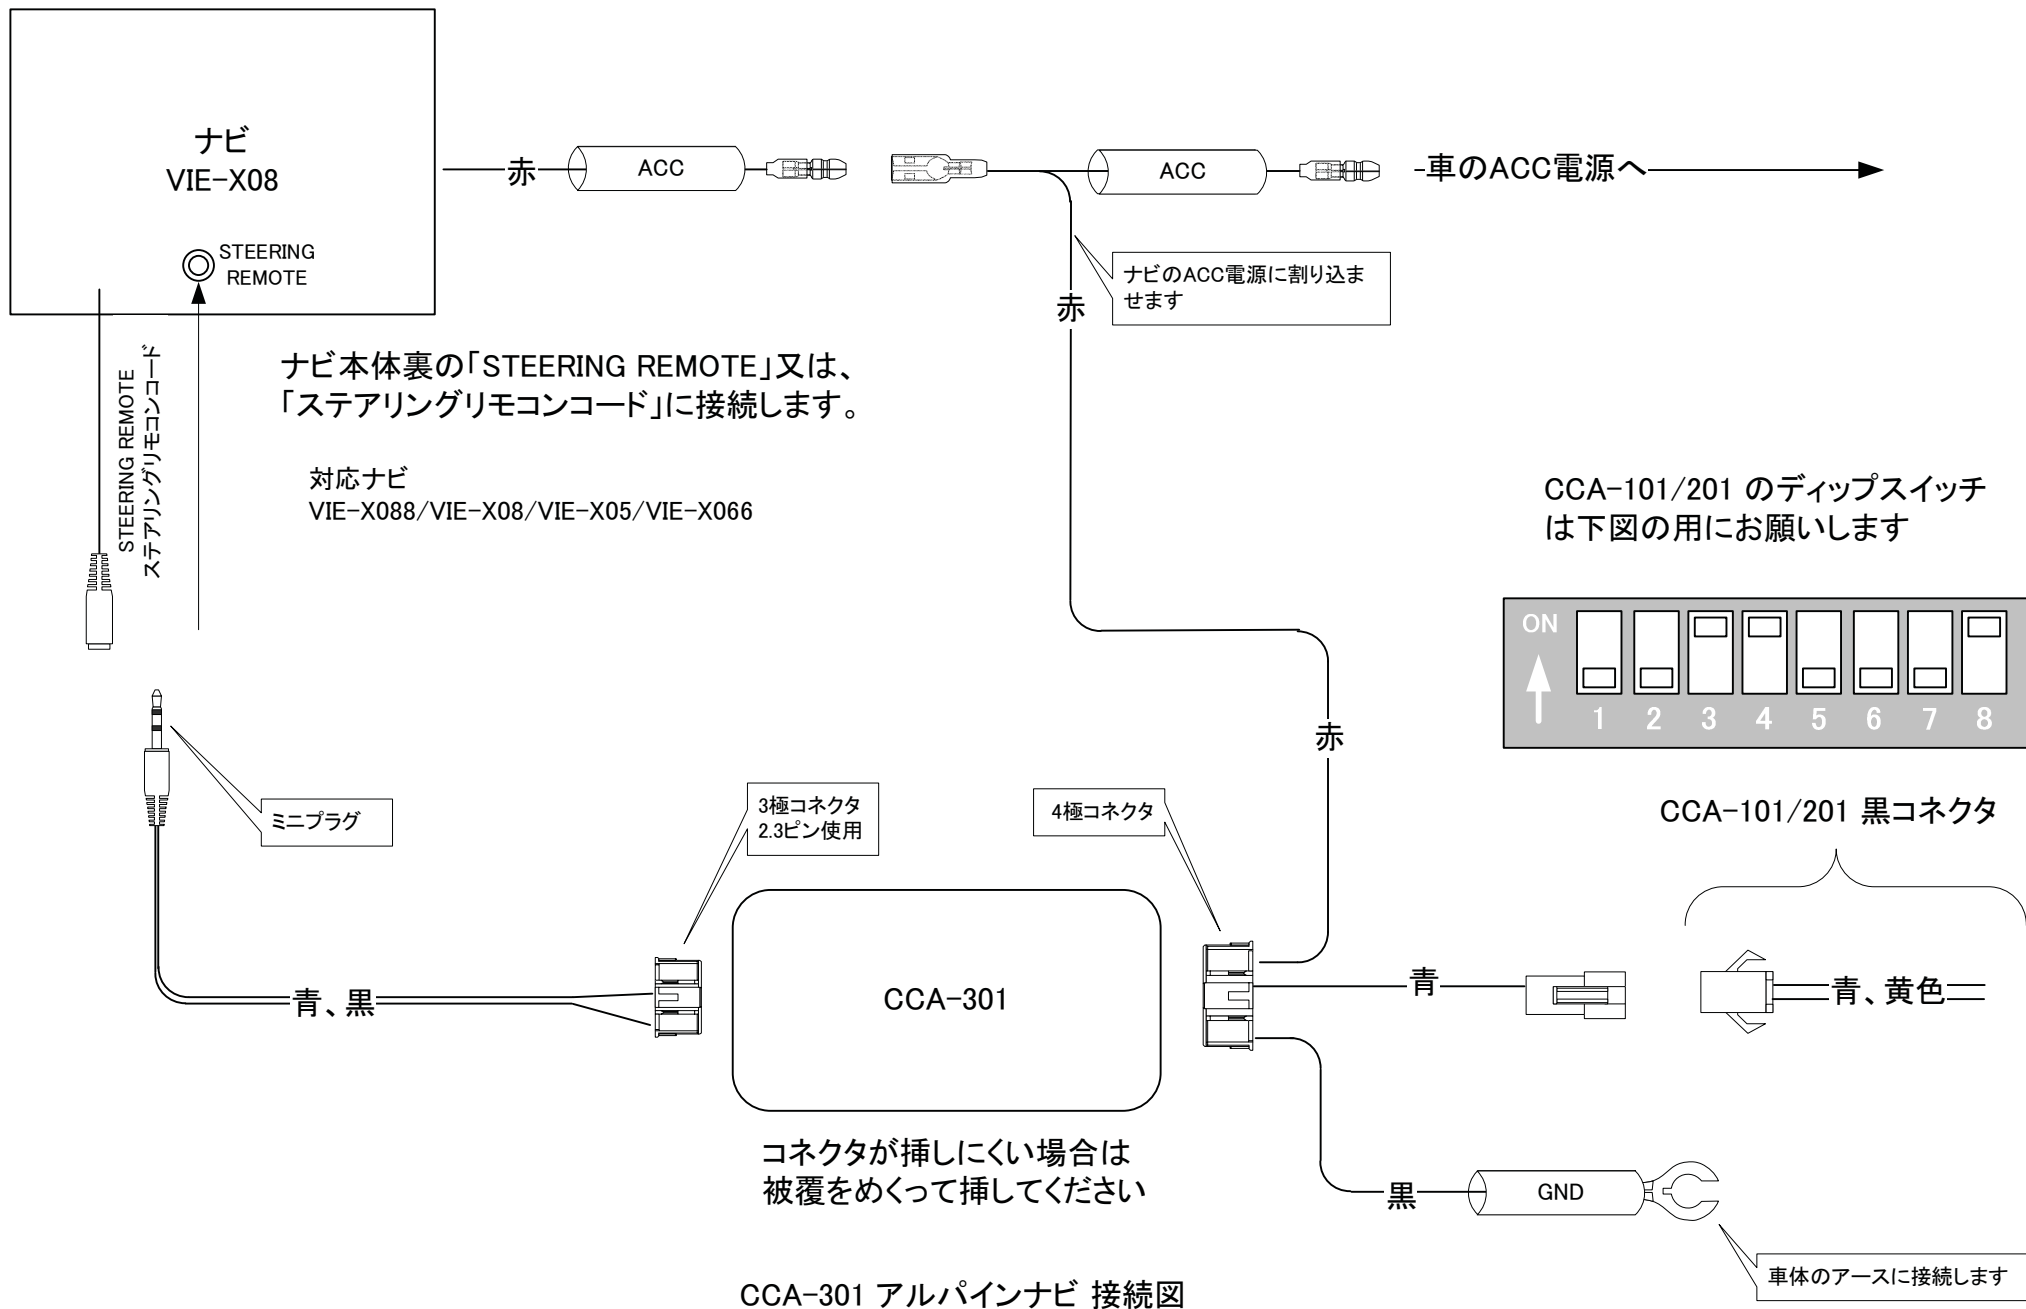 ナビ
VIE-X08
STEERING
REMOTE
赤
ACC
ACC
車のACC電源へ
ナビのACC電源に割り込ま
せます
赤
STEERING REMOTE
ステアリングリモコンコード
ナビ本体裏の「STEERING REMOTE」又は、
「ステアリングリモコンコード」に接続します。
対応ナビ
VIE-X088/VIE-X08/VIE-X05/VIE-X066
CCA-101/201 のディップスイッチ
は下図の用にお願いします
ON
1 2 3 4 5 6 7 8
赤
ミニプラグ
3極コネクタ
2.3ピン使用
4極コネクタ
CCA-101/201 黒コネクタ
青、黒
CCA-301
青
青、黄色
コネクタが挿しにくい場合は
被覆をめくって挿してください
黒
GND
車体のアースに接続します
CCA-301 アルパインナビ 接続図